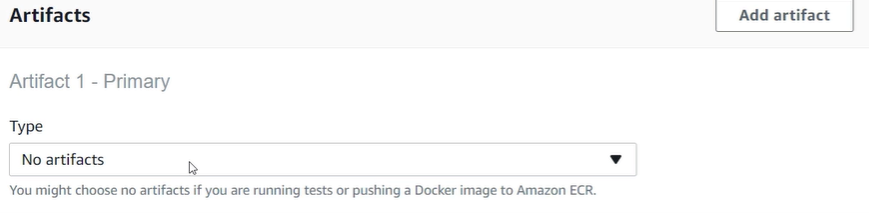 Artifacts
Add artifact
Artifact 1 - Primary
Type
No artifacts
You might choose no artifacts if you are running tests or pushing a Docker image to Amazon ECR.